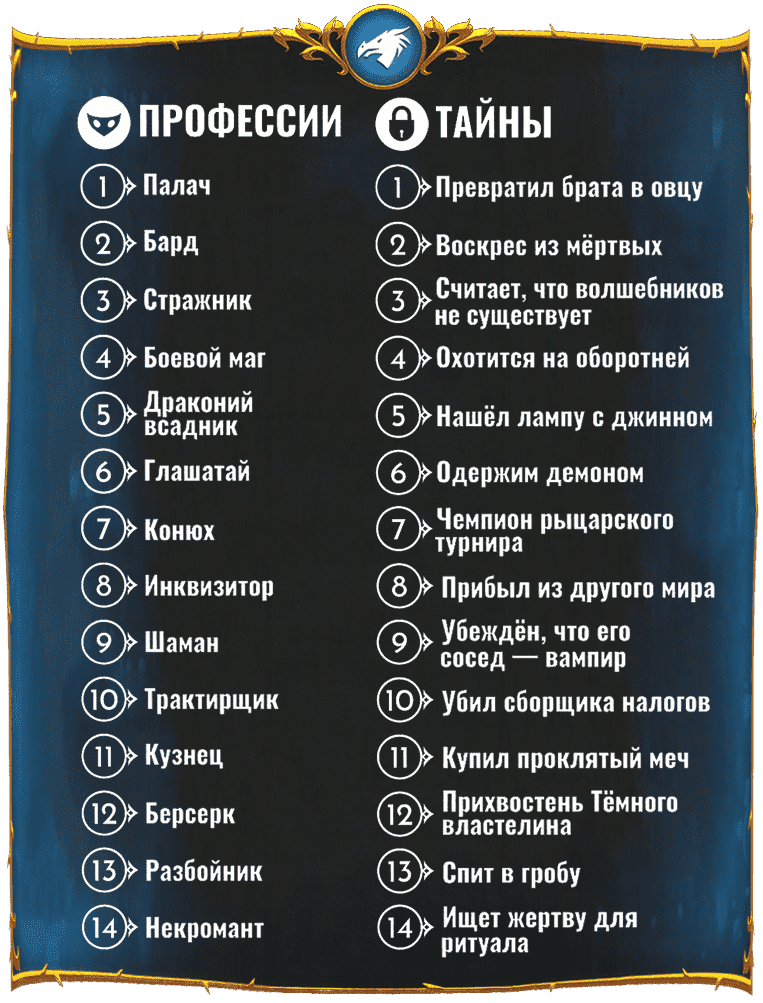 ПРОФЕССИИ
1 Палач
2 Бард
3 Стражник
4 Боевой маг
5 Драконий
всадник
6 Глашатай
7 Конюх
8 Инквизитор
9 Шаман
10 Трактирщик
11 Кузнец
12 Берсерк
13 Разбойник
14 Некромант
ТАЙНЫ
1 Превратил брата в овцу
2 Воскрес из мёртвых
3 Считает, что волшебников
не существует
4 Охотится на оборотней
5 Нашёл лампу с джинном
6 Одержим демоном
7 Чемпион рыцарского
турнира
8 Прибыл из другого мира
9 Убеждён, что его
сосед — вампир
10 Убил сборщика налогов
11 Купил проклятый меч
12 Прихвостень Тёмного
властелина
13 Спит в гробу
14 Ищет жертву для
ритуала